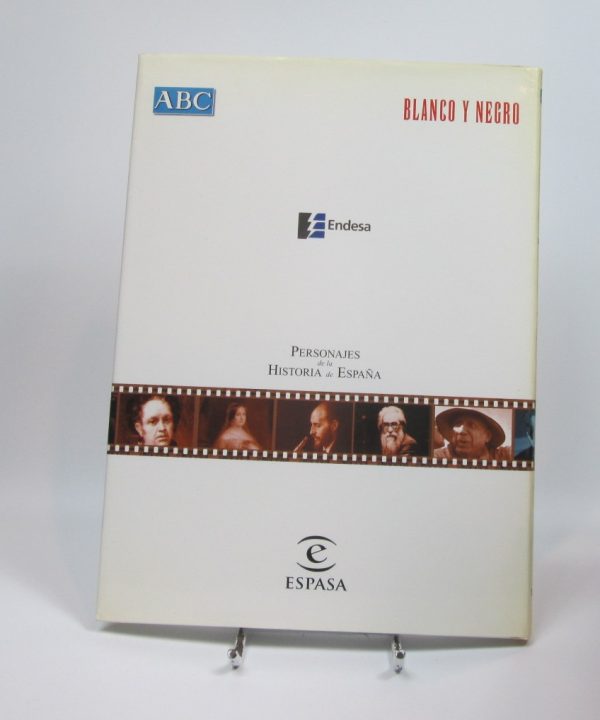 ABC
BLANCO Y NEGRO
Endesa
PERSONAJES
de la
HISTORIA de ESPAÑA
e
ESPASA